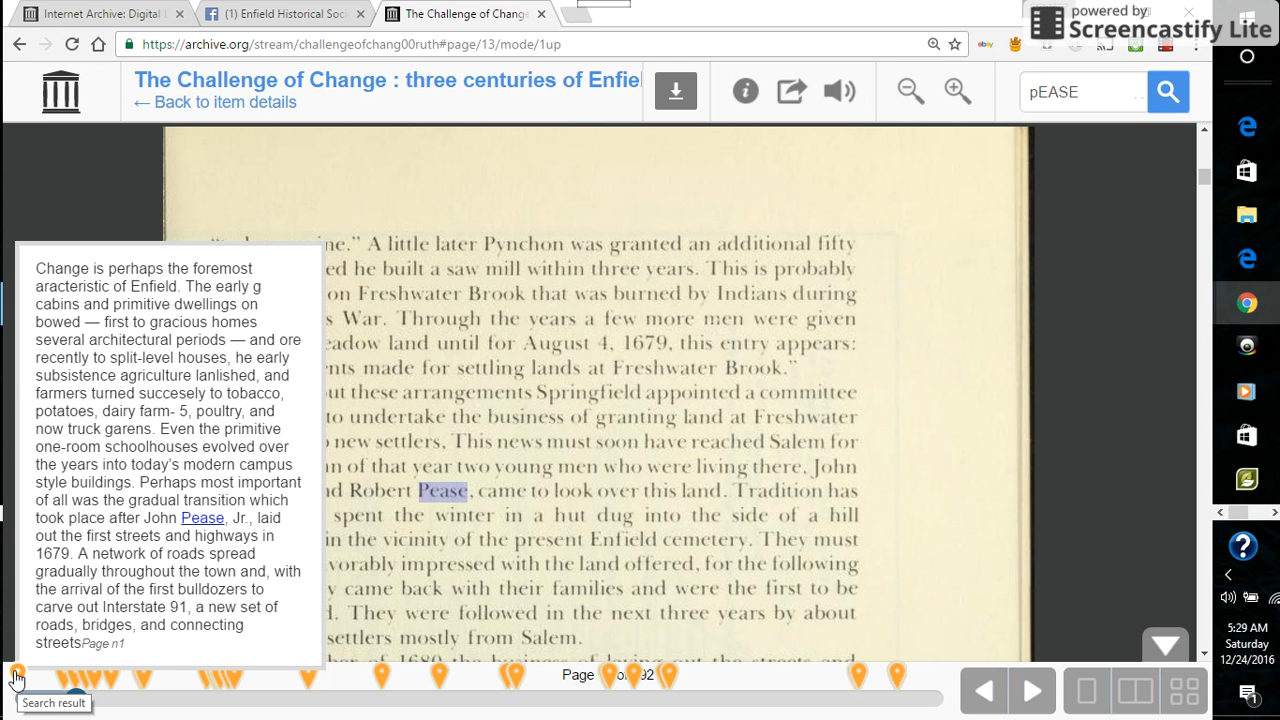 Internet Archive: Digital
(1) Enfield Historical Soc
The Challenge of Change
powered by
Screencastify Lite
https://archive.org/stream/challengeofchang00ruth#page/13/mode/1up
ebay
The Challenge of Change : three centuries of Enfie
← Back to item details
pEASE
ne." A little later Pynchon was granted an additional fifty
ed he built a saw mill within three years. This is probably
on Freshwater Brook that was burned by Indians during
s War. Through the years a few more men were given
eadow land until for August 4, 1679, this entry appears:
nts made for settling lands at Freshwater Brook."
ut these arrangements Springfield appointed a committee
to undertake the business of granting land at Freshwater
new settlers, This news must soon have reached Salem for
n of that year two young men who were living there, John
nd Robert Pease, came to look over this land. Tradition has
spent the winter in a hut dug into the side of a hill
in the vicinity of the present Enfield cemetery. They must
vorably impressed with the land offered, for the following
y came back with their families and were the first to be
d. They were followed in the next three years by about
settlers mostly from Salem.
of 1680 the business of laying out the streets and
Change is perhaps the foremost
aracteristic of Enfield. The early g
cabins and primitive dwellings on
bowed — first to gracious homes
several architectural periods — and ore
recently to split-level houses, he early
subsistence agriculture lanlished, and
farmers turned succesely to tobacco,
potatoes, dairy farm- 5, poultry, and
now truck garens. Even the primitive
one-room schoolhouses evolved over
the years into today's modern campus
style buildings. Perhaps most important
of all was the gradual transition which
took place after John Pease, Jr., laid
out the first streets and highways in
1679. A network of roads spread
gradually throughout the town and, with
the arrival of the first bulldozers to
carve out Interstate 91, a new set of
roads, bridges, and connecting
streetsPage n1
Page
92
Search result
5:29 AM
Saturday
12/24/2016
1